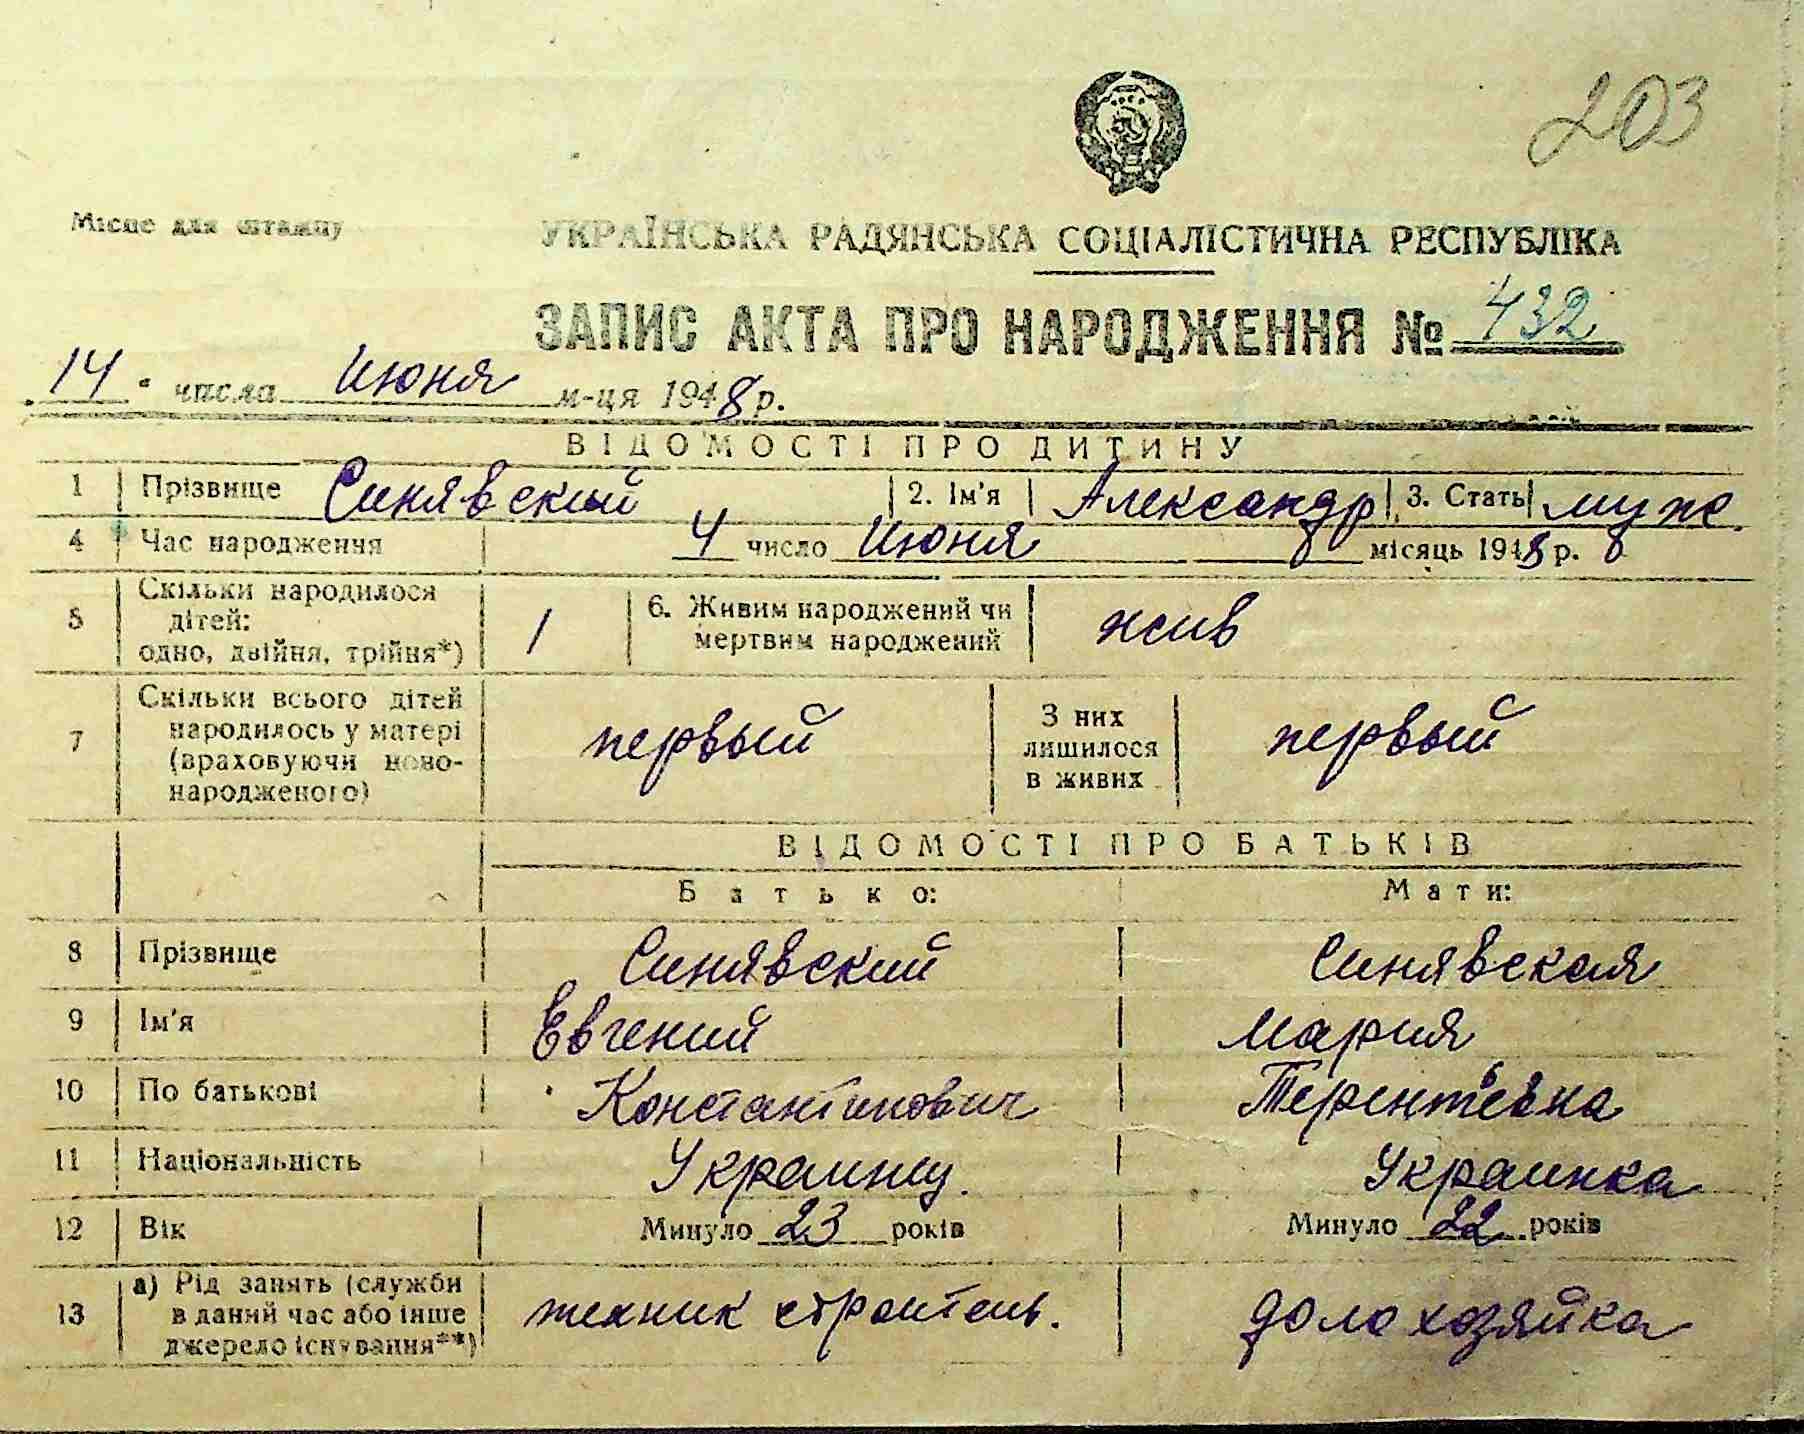 203
Місце для штампу
УКРАЇНСЬКА РАДЯНСЬКА СОЦІАЛІСТИЧНА РЕСПУБЛІКА
ЗАПИС АКТА ПРО НАРОДЖЕННЯ № 432
14 числа Июня м-ця 1948 р.
ВІДОМОСТІ ПРО ДИТИНУ
1 Прізвище Синявский 2. Ім'я Александр 3. Стать муж.
4 Час народження 4 число Июня місяць 1948 р.
5 Скільки народилося
дітей:
одно, двійня, трійня*) 1 6. Живим народжений чи
мертвим народжений жив
7 Скільки всього дітей
народилось у матері
(враховуючи ново-
народженого) первый З них
лишилося
в живих первый
ВІДОМОСТІ ПРО БАТЬКІВ
Батько: Мати:
8 Прізвище Синявский Синявская
9 Ім'я Евгений Мария
10 По батькові Константинович Терентьевна
11 Національність Украинец. Украинка
12 Вік Минуло 23 років Минуло 22 років
13 а) Рід занять (служби
в даний час або інше
джерело існування**) техник строитель. домохозяйка